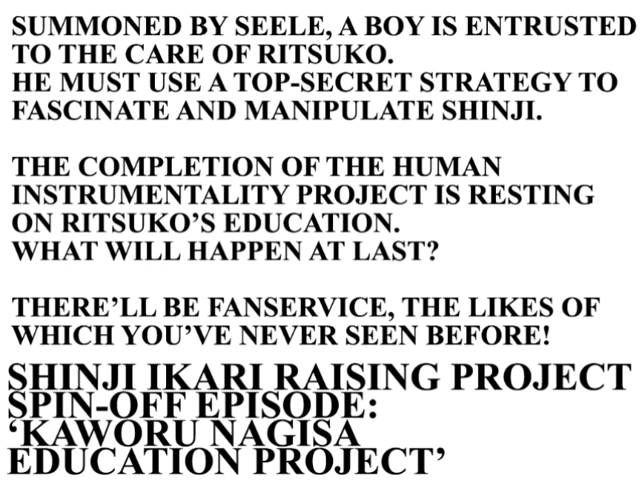 SUMMONED BY SEELE, A BOY IS ENTRUSTED
TO THE CARE OF RITSUKO.
HE MUST USE A TOP-SECRET STRATEGY TO
FASCINATE AND MANIPULATE SHINJI.
THE COMPLETION OF THE HUMAN
INSTRUMENTALITY PROJECT IS RESTING
ON RITSUKO'S EDUCATION.
WHAT WILL HAPPEN AT LAST?
THERE'LL BE FANSERVICE, THE LIKES OF
WHICH YOU'VE NEVER SEEN BEFORE!
SHINJI IKARI RAISING PROJECT
SPIN-OFF EPISODE:
‘KAWORU NAGISA
EDUCATION PROJECT’